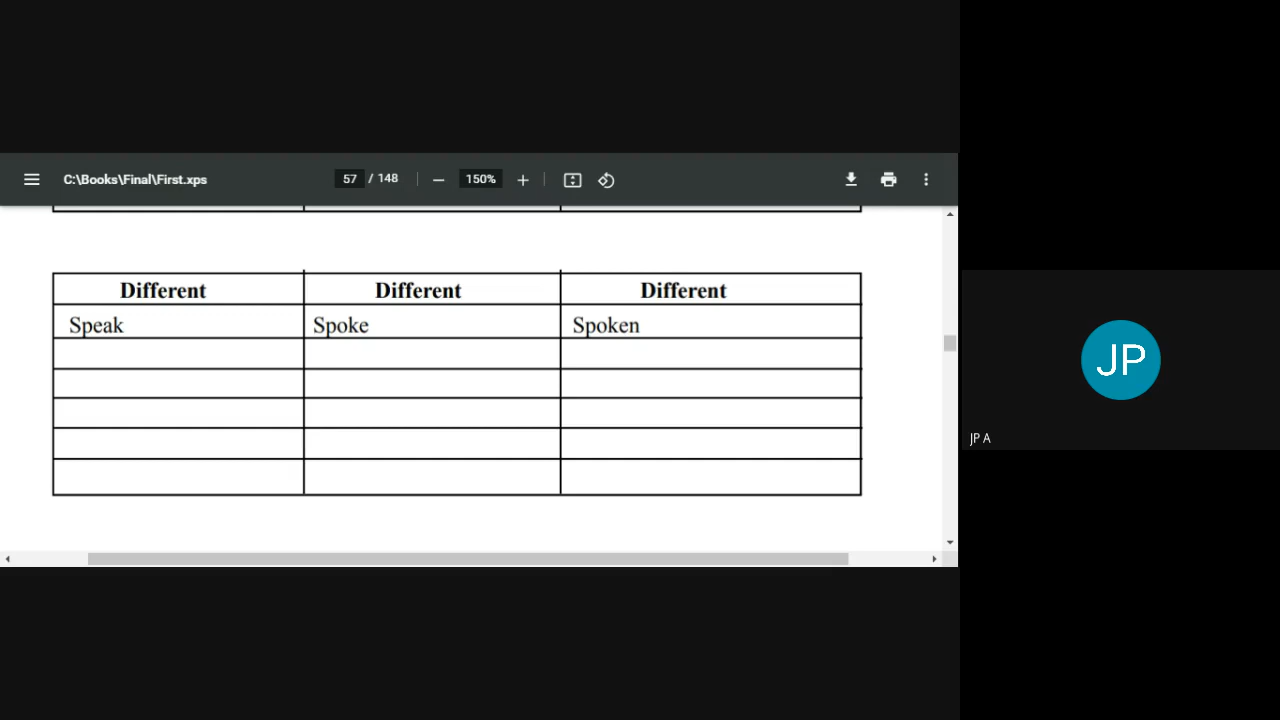 C:\Books\Final\First.xps
57 / 148
150%
Different Different Different
Speak Spoke Spoken
JP
JP A